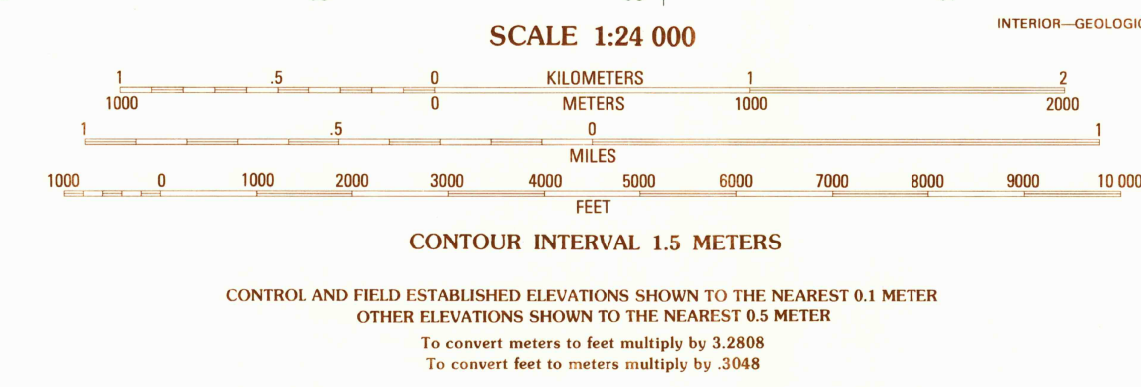 INTERIOR—GEOLOGIC
SCALE 1:24 000
1 .5 0 KILOMETERS 1 2
1000 0 METERS 1000 2000
1 .5 0 1
MILES
1000 0 1000 2000 3000 4000 5000 6000 7000 8000 9000 10 000
FEET
CONTOUR INTERVAL 1.5 METERS
CONTROL AND FIELD ESTABLISHED ELEVATIONS SHOWN TO THE NEAREST 0.1 METER
OTHER ELEVATIONS SHOWN TO THE NEAREST 0.5 METER
To convert meters to feet multiply by 3.2808
To convert feet to meters multiply by .3048